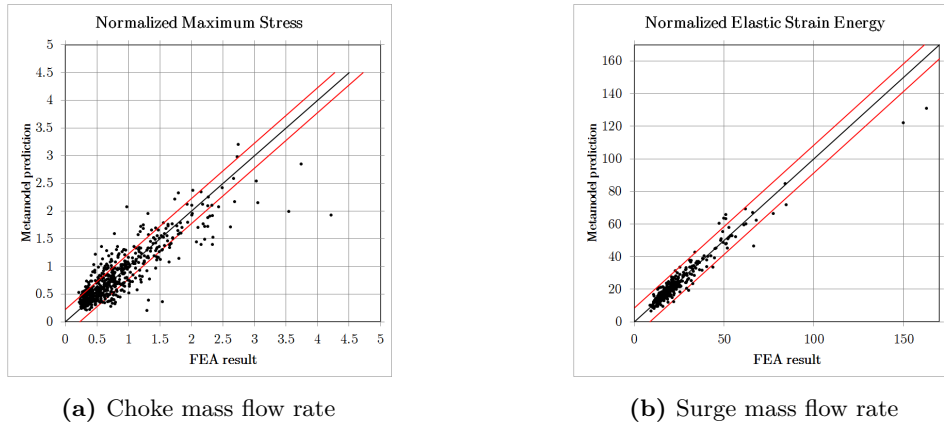 Normalized Maximum Stress
5
4.5
4
3.5
3
2.5
2
1.5
1
0.5
0
Metamodel prediction
0 0.5 1 1.5 2 2.5 3 3.5 4 4.5 5
FEA result
(a) Choke mass flow rate
Normalized Elastic Strain Energy
160
140
120
100
80
60
40
20
0
Metamodel prediction
0 50 100 150
FEA result
(b) Surge mass flow rate